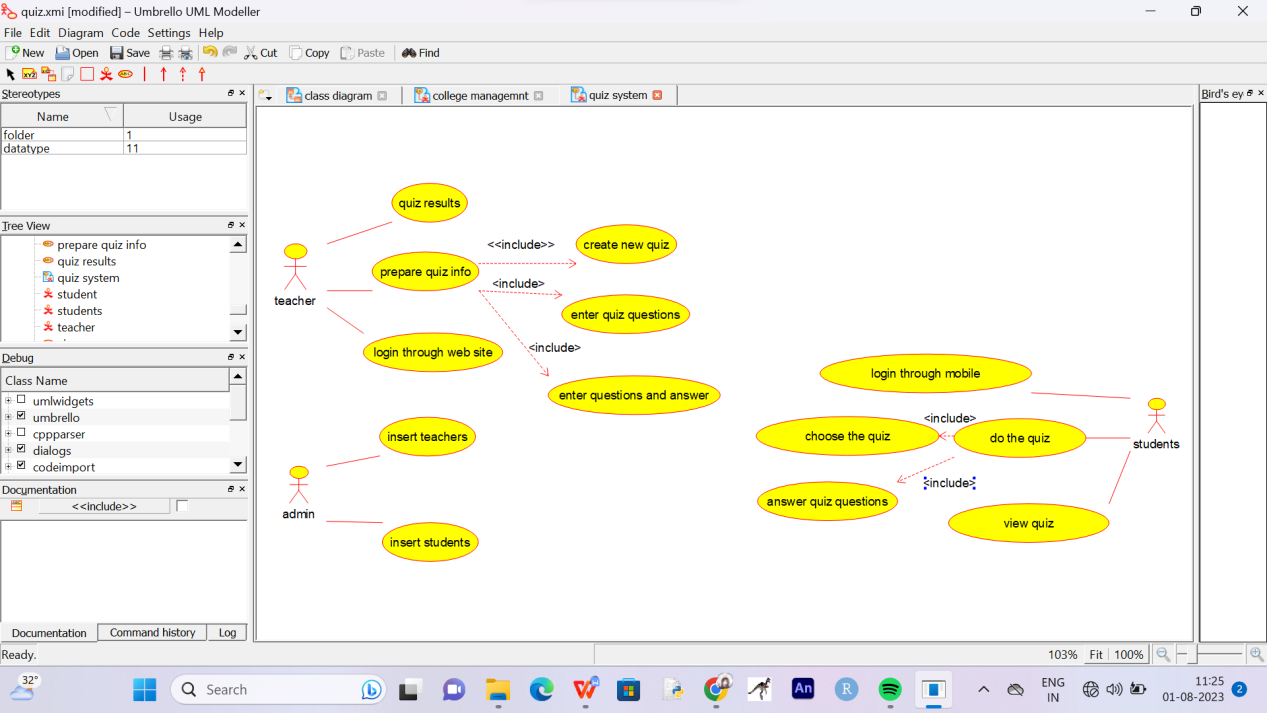 quiz.xmi [modified] – Umbrello UML Modeller
File Edit Diagram Code Settings Help
New Open Save Cut Copy Paste Find
XYZ
ABC
Stereotypes
Name Usage
folder 1
datatype 11
Tree View
prepare quiz info
quiz results
quiz system
student
students
teacher
Debug
Class Name
umlwidgets
umbrello
cppparser
dialogs
codeimport
Documentation
<<include>>
Documentation Command history Log
class diagram college managemnt quiz system
Bird's ey
quiz results
<<include>> create new quiz
prepare quiz info
<include>
teacher
enter quiz questions
<include>
login through web site
enter questions and answer
insert teachers
admin
insert students
login through mobile
<include>
choose the quiz do the quiz
students
<include>
answer quiz questions
view quiz
Ready. 103% Fit 100%
32°
Search
An
R
ENG
IN
11:25
01-08-2023
2